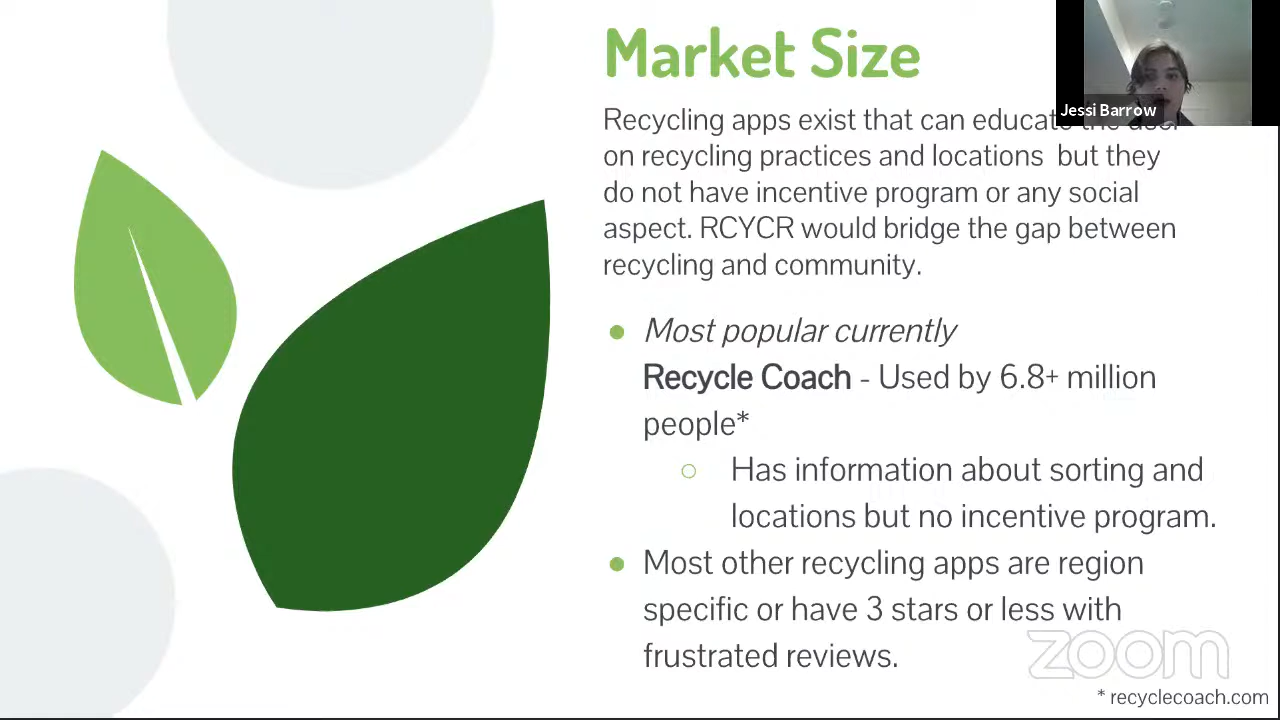 Market Size
Jessi Barrow
Recycling apps exist that can educate the user
on recycling practices and locations  but they
do not have incentive program or any social
aspect. RCYCR would bridge the gap between
recycling and community.
● Most popular currently
Recycle Coach - Used by 6.8+ million
people*
○ Has information about sorting and
locations but no incentive program.
● Most other recycling apps are region
specific or have 3 stars or less with
frustrated reviews.
zoom
* recyclecoach.com